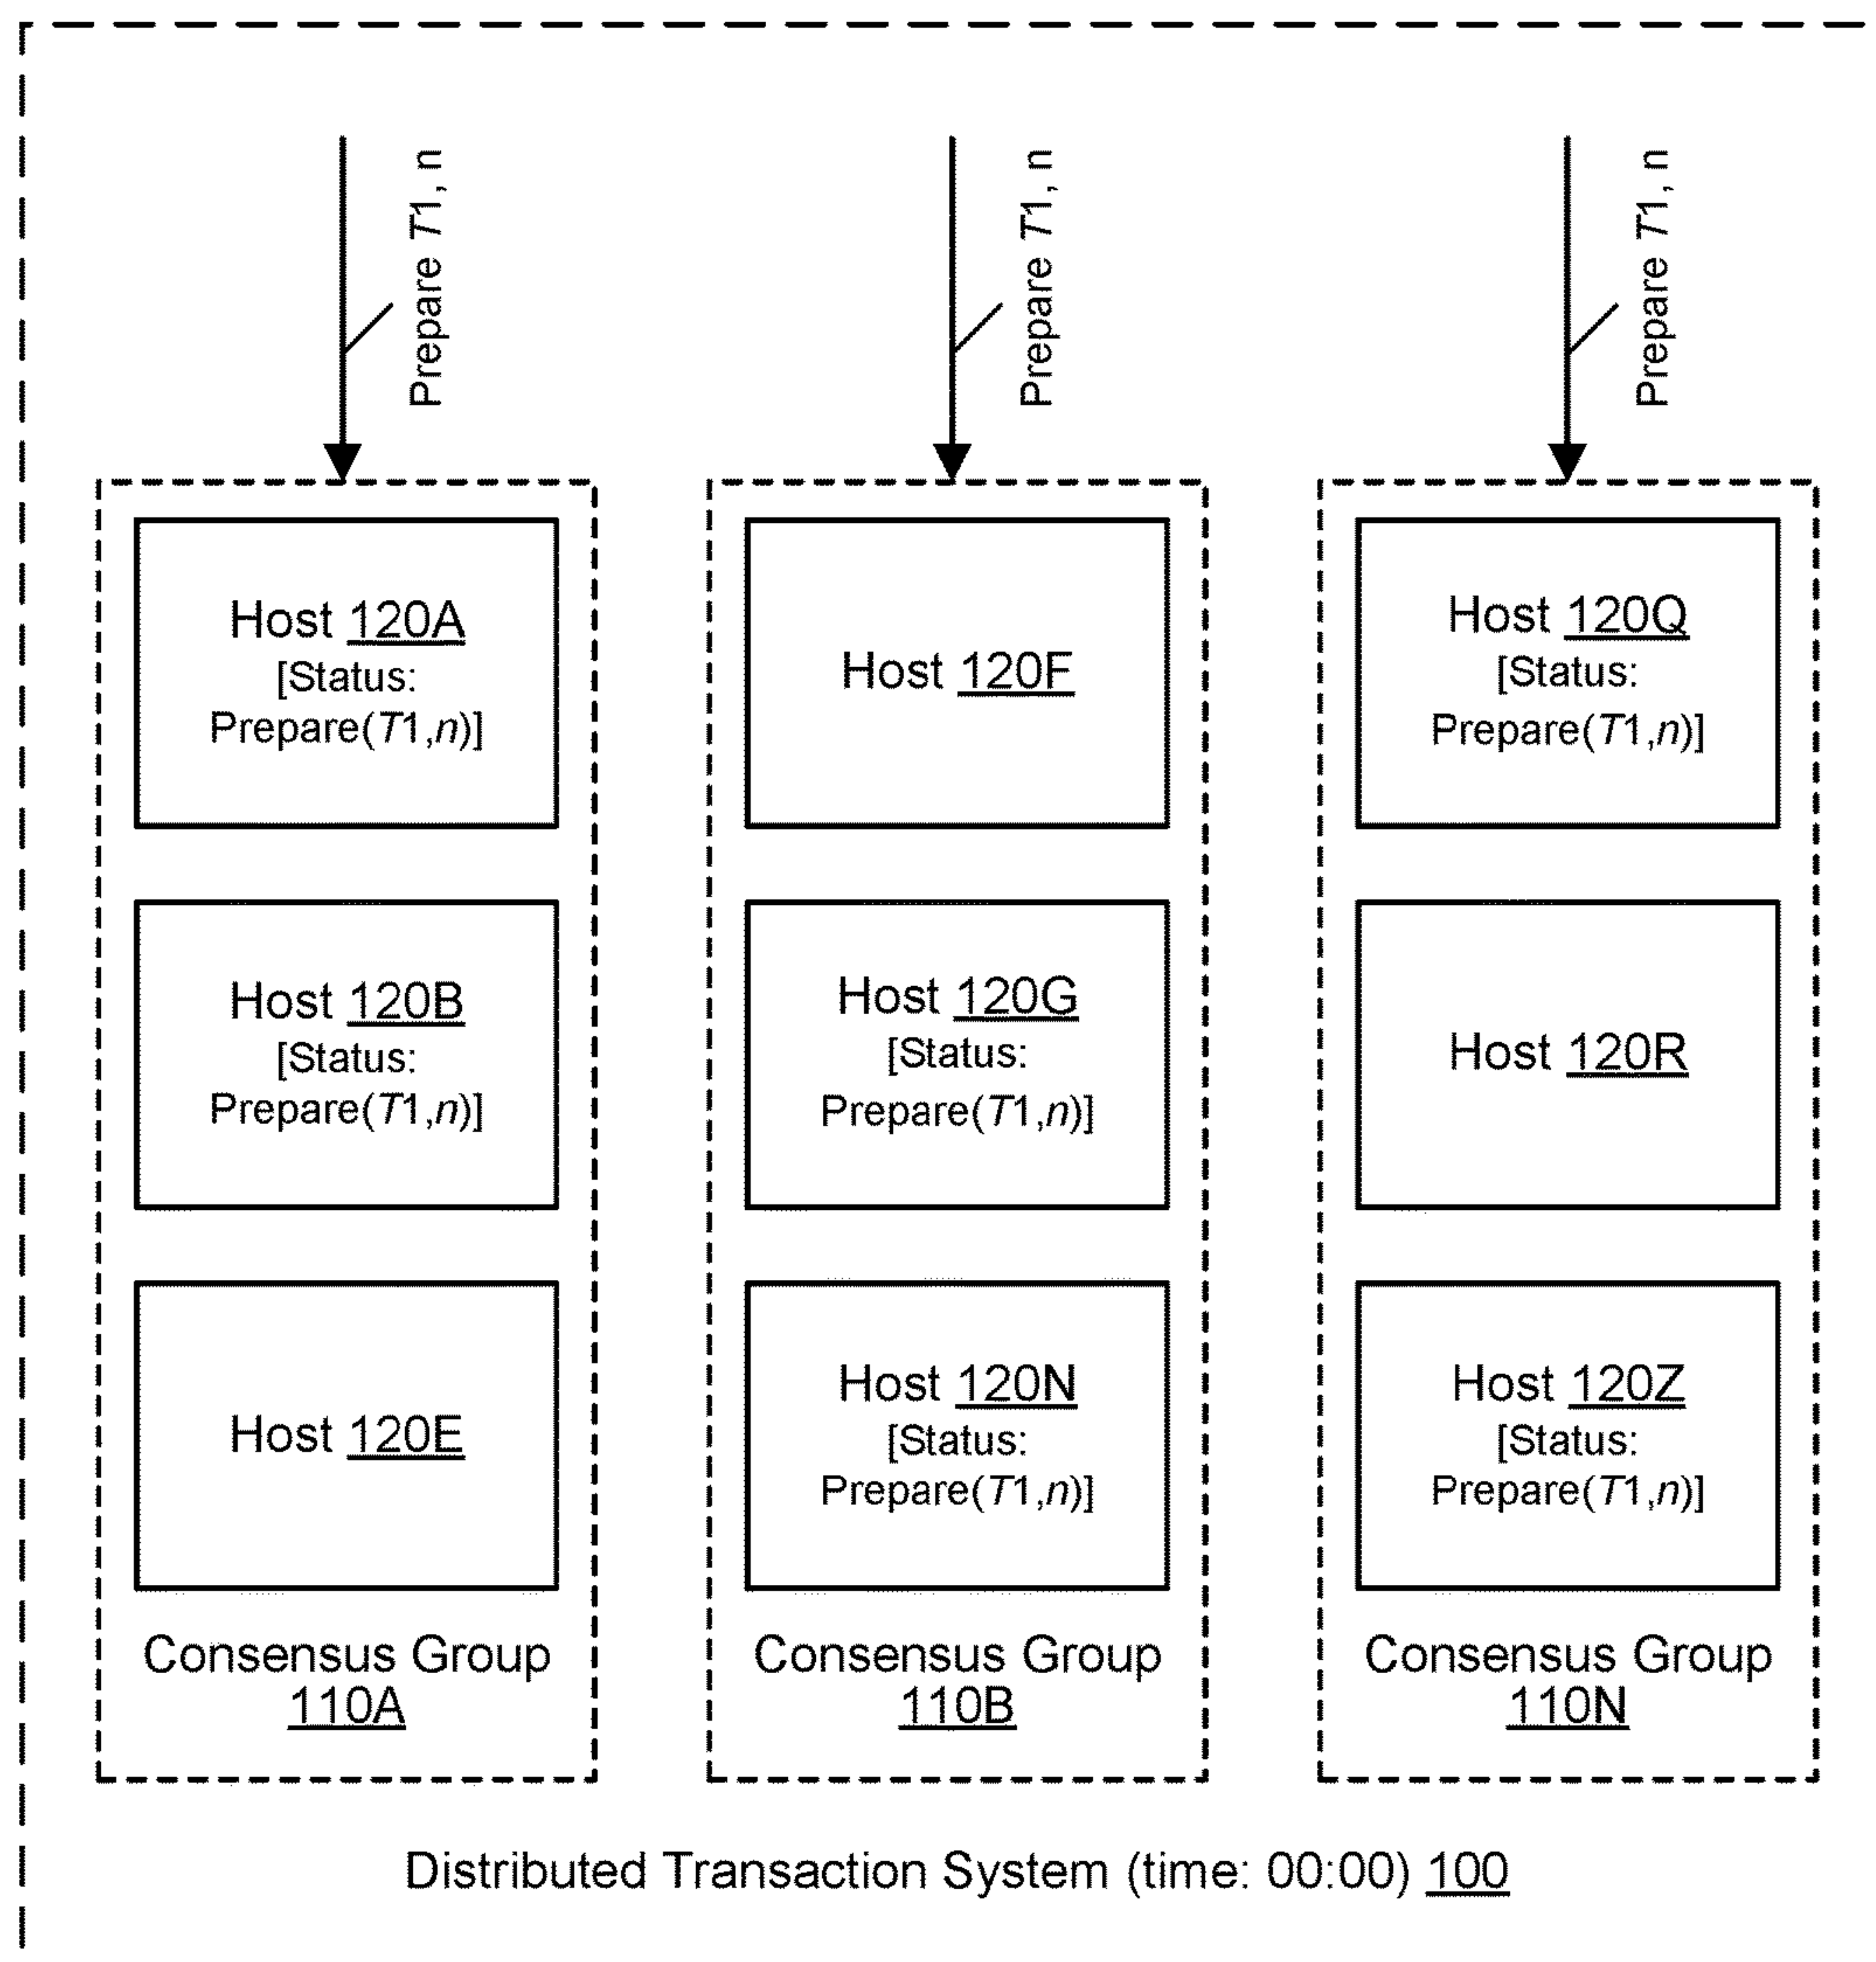 Prepare T1, n
Prepare T1, n
Prepare T1, n
Host 120A
[Status:
Prepare(T1,n)]
Host 120B
[Status:
Prepare(T1,n)]
Host 120E
Consensus Group
110A
Host 120F
Host 120G
[Status:
Prepare(T1,n)]
Host 120N
[Status:
Prepare(T1,n)]
Consensus Group
110B
Host 120Q
[Status:
Prepare(T1,n)]
Host 120R
Host 120Z
[Status:
Prepare(T1,n)]
Consensus Group
110N
Distributed Transaction System (time: 00:00) 100